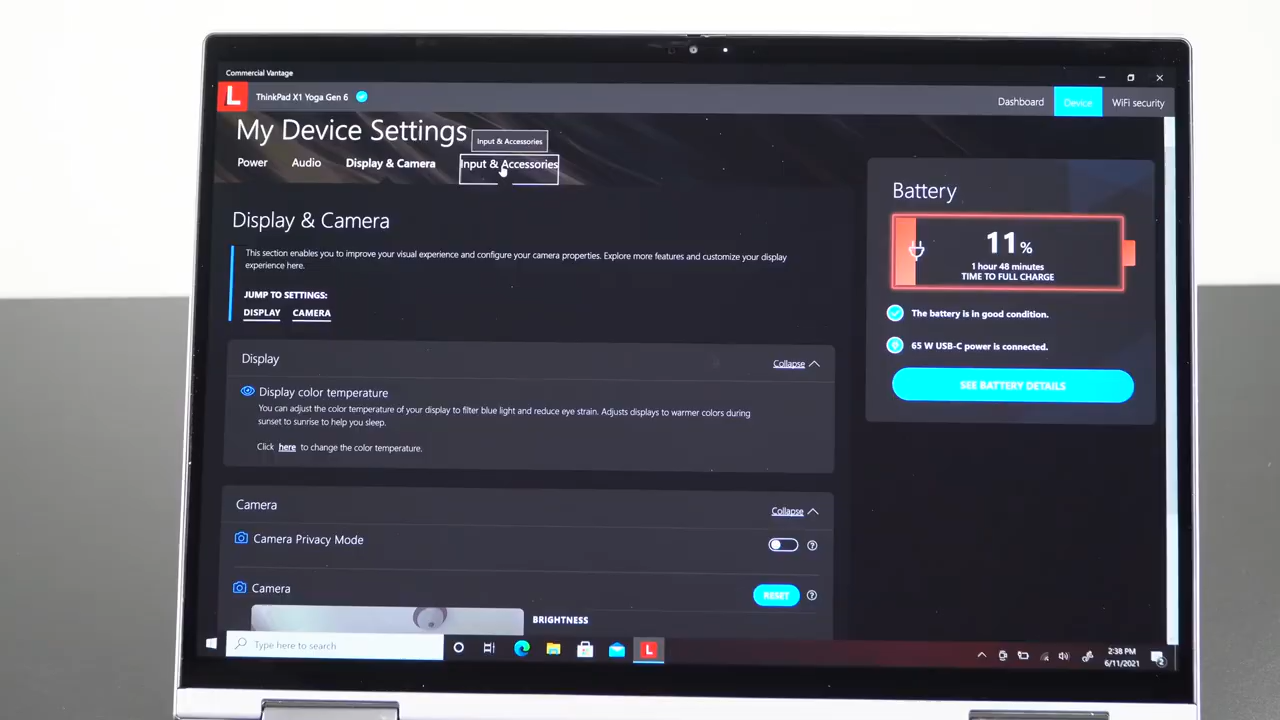 Commercial Vantage
L
ThinkPad X1 Yoga Gen 6
Dashboard
Device
WiFi security
My Device Settings
Input & Accessories
Power
Audio
Display & Camera
Input & Accessories
Display & Camera
This section enables you to improve your visual experience and configure your camera properties. Explore more features and customize your display
experience here.
JUMP TO SETTINGS:
DISPLAY
CAMERA
Display
Collapse
Display color temperature
You can adjust the color temperature of your display to filter blue light and reduce eye strain. Adjusts displays to warmer colors during
sunset to sunrise to help you sleep.
Click here to change the color temperature.
Camera
Collapse
Camera Privacy Mode
Camera
RESET
BRIGHTNESS
Battery
11%
1 hour 48 minutes
TIME TO FULL CHARGE
The battery is in good condition.
65 W USB-C power is connected.
SEE BATTERY DETAILS
Type here to search
L
2:38 PM
6/11/2021
2